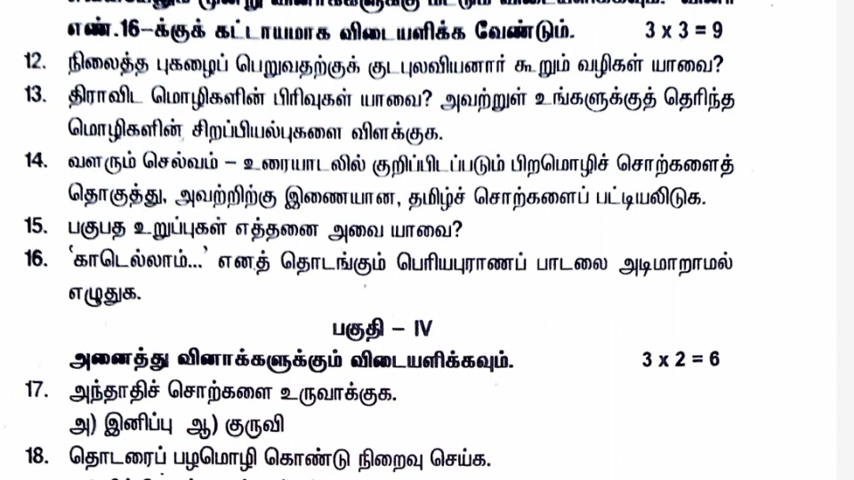 எண்.16-க்குக் கட்டாயமாக விடையளிக்க வேண்டும். 3 x 3 = 9
12. நிலைத்த புகழைப் பெறுவதற்குக் குடபுலவியனார் கூறும் வழிகள் யாவை?
13. திராவிட மொழிகளின் பிரிவுகள் யாவை? அவற்றுள் உங்களுக்குத் தெரிந்த
மொழிகளின் சிறப்பியல்புகளை விளக்குக.
14. வளரும் செல்வம் – உரையாடலில் குறிப்பிடப்படும் பிறமொழிச் சொற்களைத்
தொகுத்து, அவற்றிற்கு இணையான, தமிழ்ச் சொற்களைப் பட்டியலிடுக.
15. பகுபத உறுப்புகள் எத்தனை அவை யாவை?
16. 'காடெல்லாம்...' எனத் தொடங்கும் பெரியபுராணப் பாடலை அடிமாறாமல்
எழுதுக.
பகுதி – IV
அனைத்து வினாக்களுக்கும் விடையளிக்கவும். 3 x 2 = 6
17. அந்தாதிச் சொற்களை உருவாக்குக.
அ) இனிப்பு ஆ) குருவி
18. தொடரைப் பழமொழி கொண்டு நிறைவு செய்க.